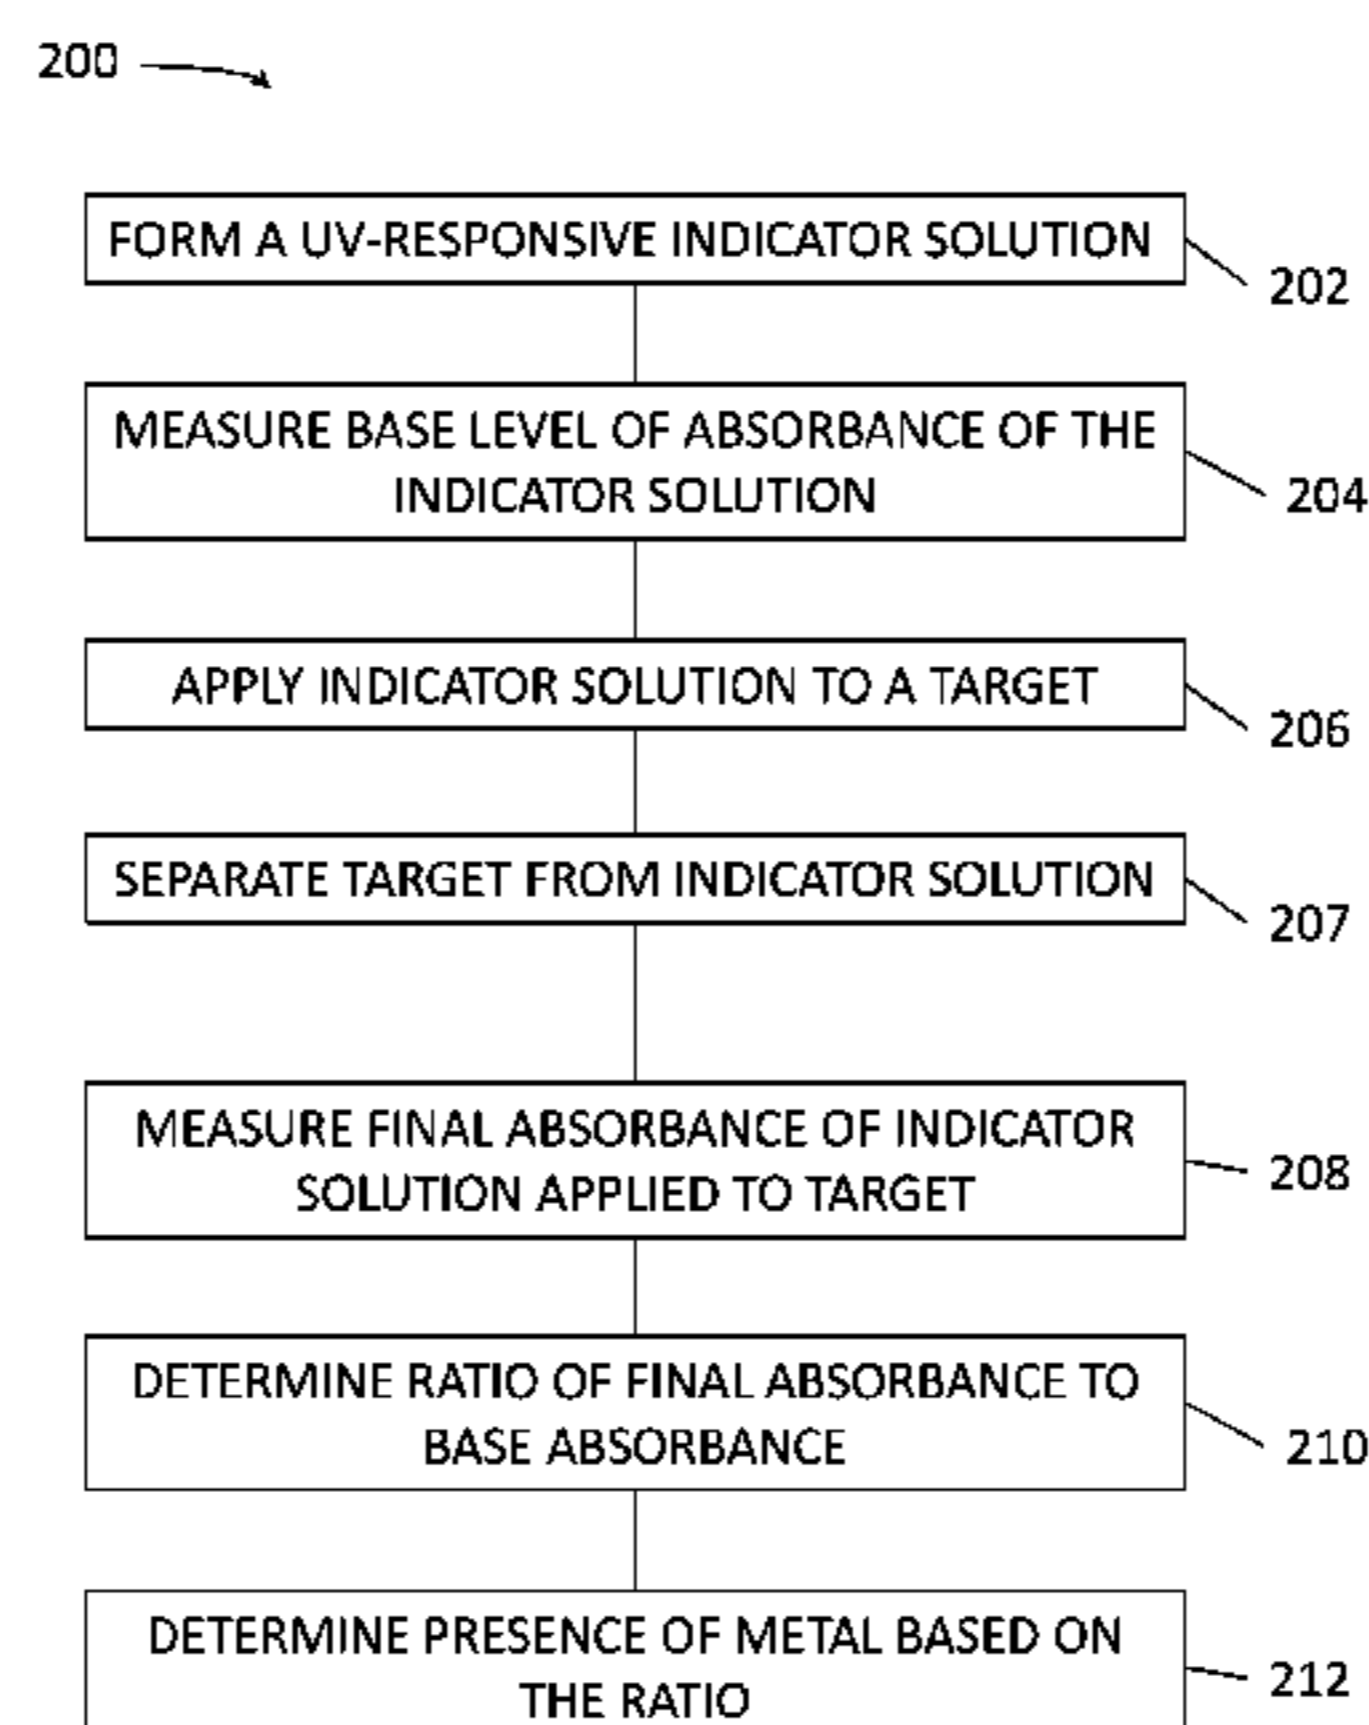 200
FORM A UV-RESPONSIVE INDICATOR SOLUTION
202
MEASURE BASE LEVEL OF ABSORBANCE OF THE
INDICATOR SOLUTION
204
APPLY INDICATOR SOLUTION TO A TARGET
206
SEPARATE TARGET FROM INDICATOR SOLUTION
207
MEASURE FINAL ABSORBANCE OF INDICATOR
SOLUTION APPLIED TO TARGET
208
DETERMINE RATIO OF FINAL ABSORBANCE TO
BASE ABSORBANCE
210
DETERMINE PRESENCE OF METAL BASED ON
THE RATIO
212